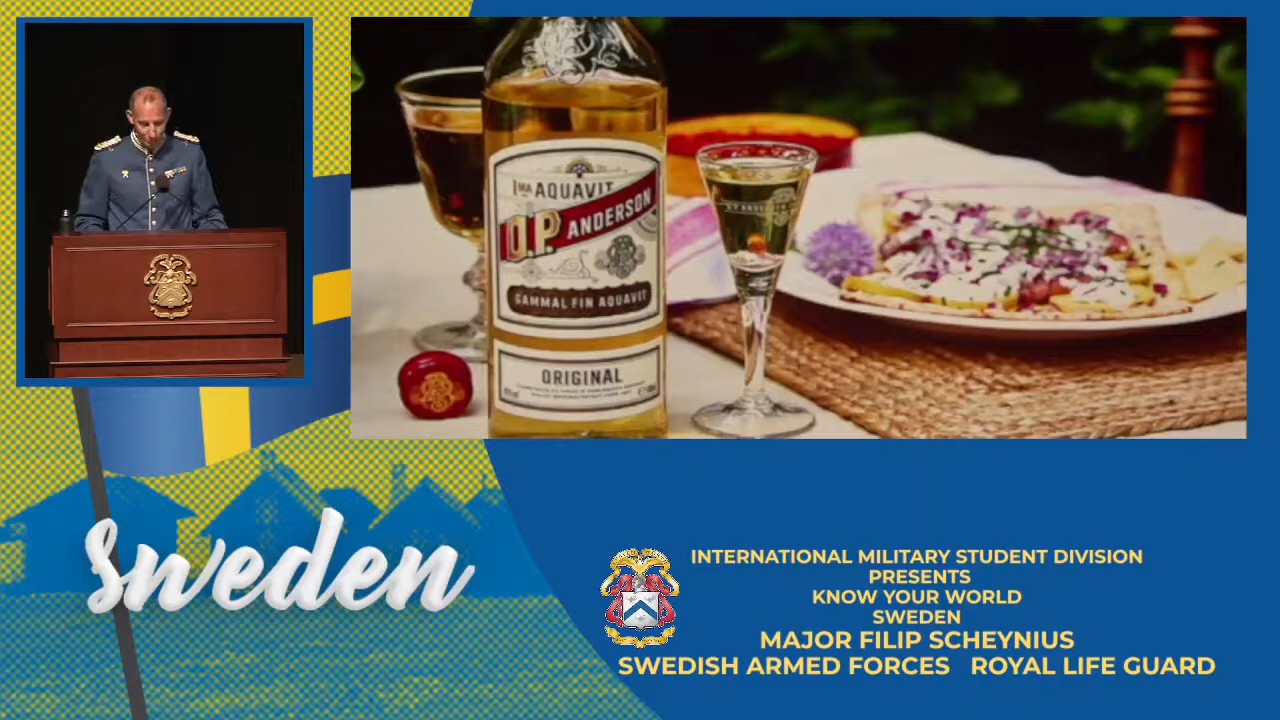 1MA AQUAVIT
O.P. ANDERSON
GAMMAL FIN AQUAVIT
ORIGINAL
Sweden
INTERNATIONAL MILITARY STUDENT DIVISION
PRESENTS
KNOW YOUR WORLD
SWEDEN
MAJOR FILIP SCHEYNIUS
SWEDISH ARMED FORCES ROYAL LIFE GUARD